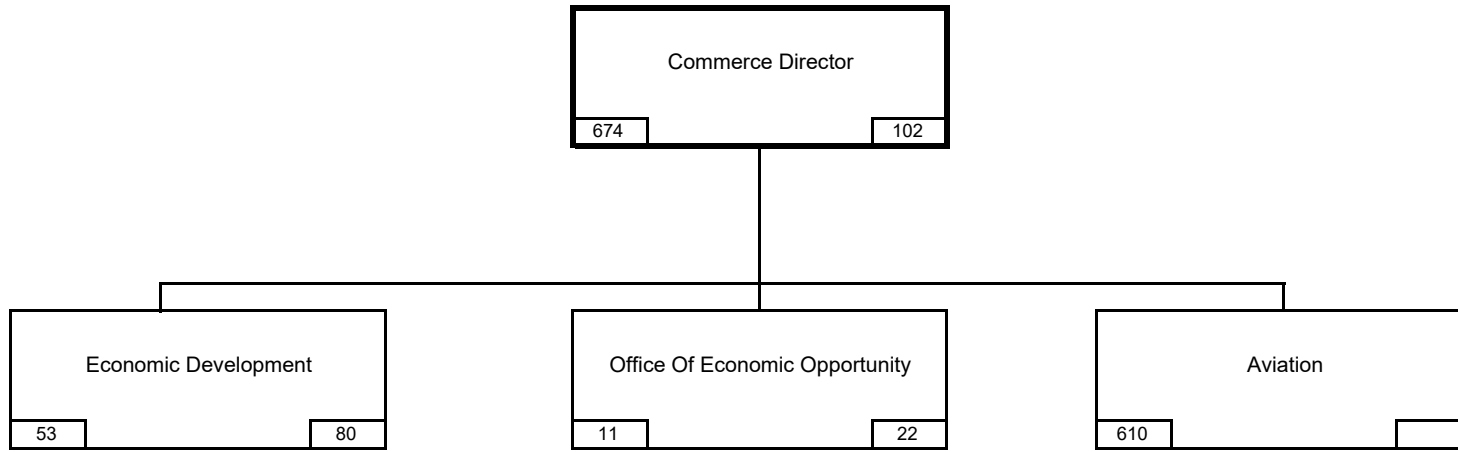 Commerce Director
674 102
Economic Development
53 80
Office Of Economic Opportunity
11 22
Aviation
610